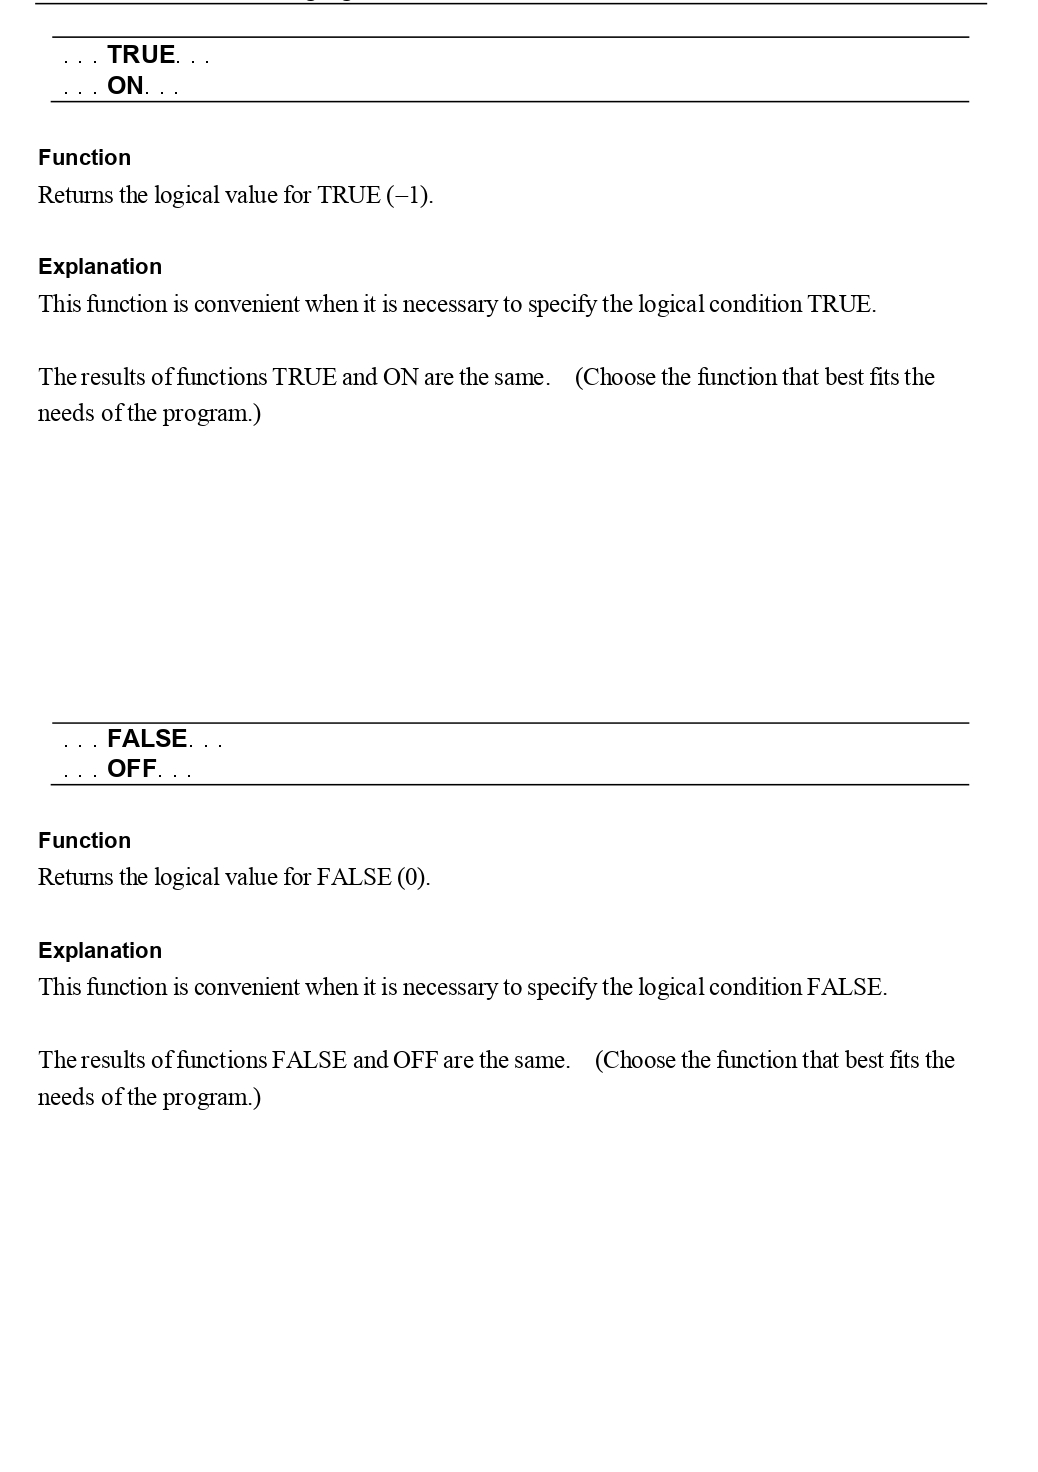 . . . TRUE. . .
. . . ON. . .
Function
Returns the logical value for TRUE (–1).
Explanation
This function is convenient when it is necessary to specify the logical condition TRUE.
The results of functions TRUE and ON are the same. (Choose the function that best fits the
needs of the program.)
. . . FALSE. . .
. . . OFF. . .
Function
Returns the logical value for FALSE (0).
Explanation
This function is convenient when it is necessary to specify the logical condition FALSE.
The results of functions FALSE and OFF are the same. (Choose the function that best fits the
needs of the program.)